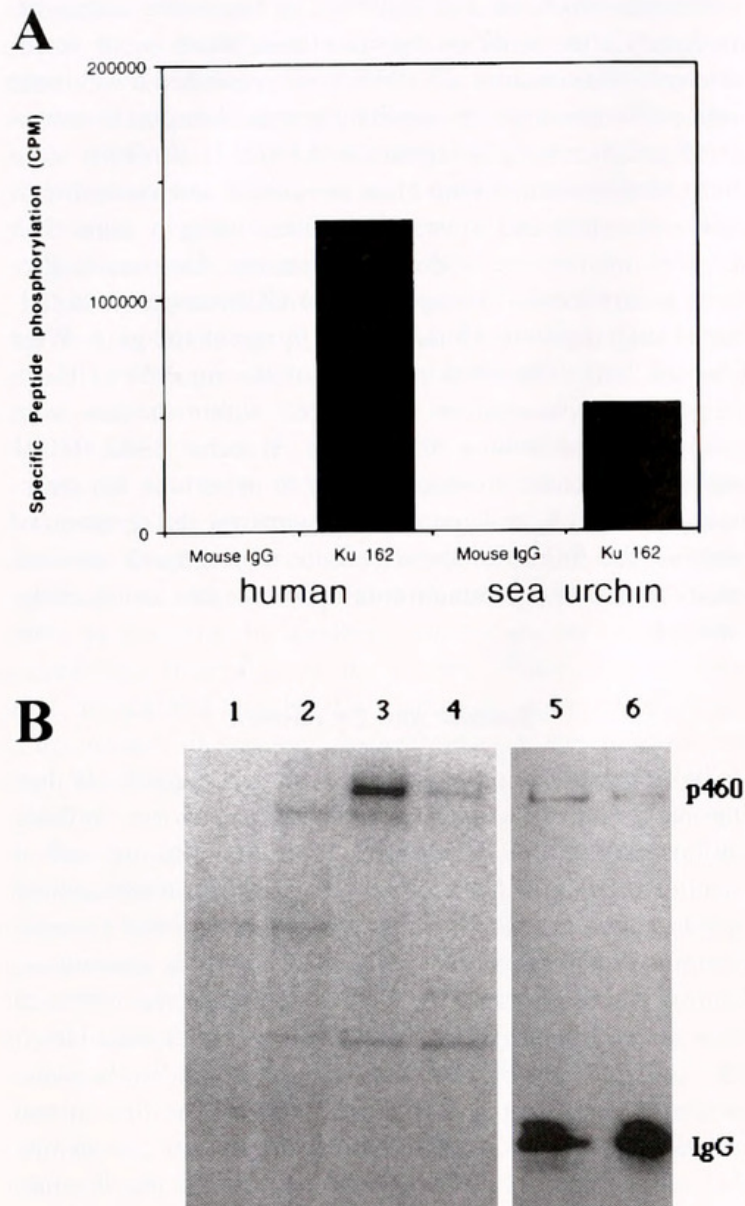 A
Specific Peptide phosphorylation (CPM)
200000
100000
0
Mouse IgG Ku 162 Mouse IgG Ku 162
human sea urchin
B
1 2 3 4 5 6
p460
IgG